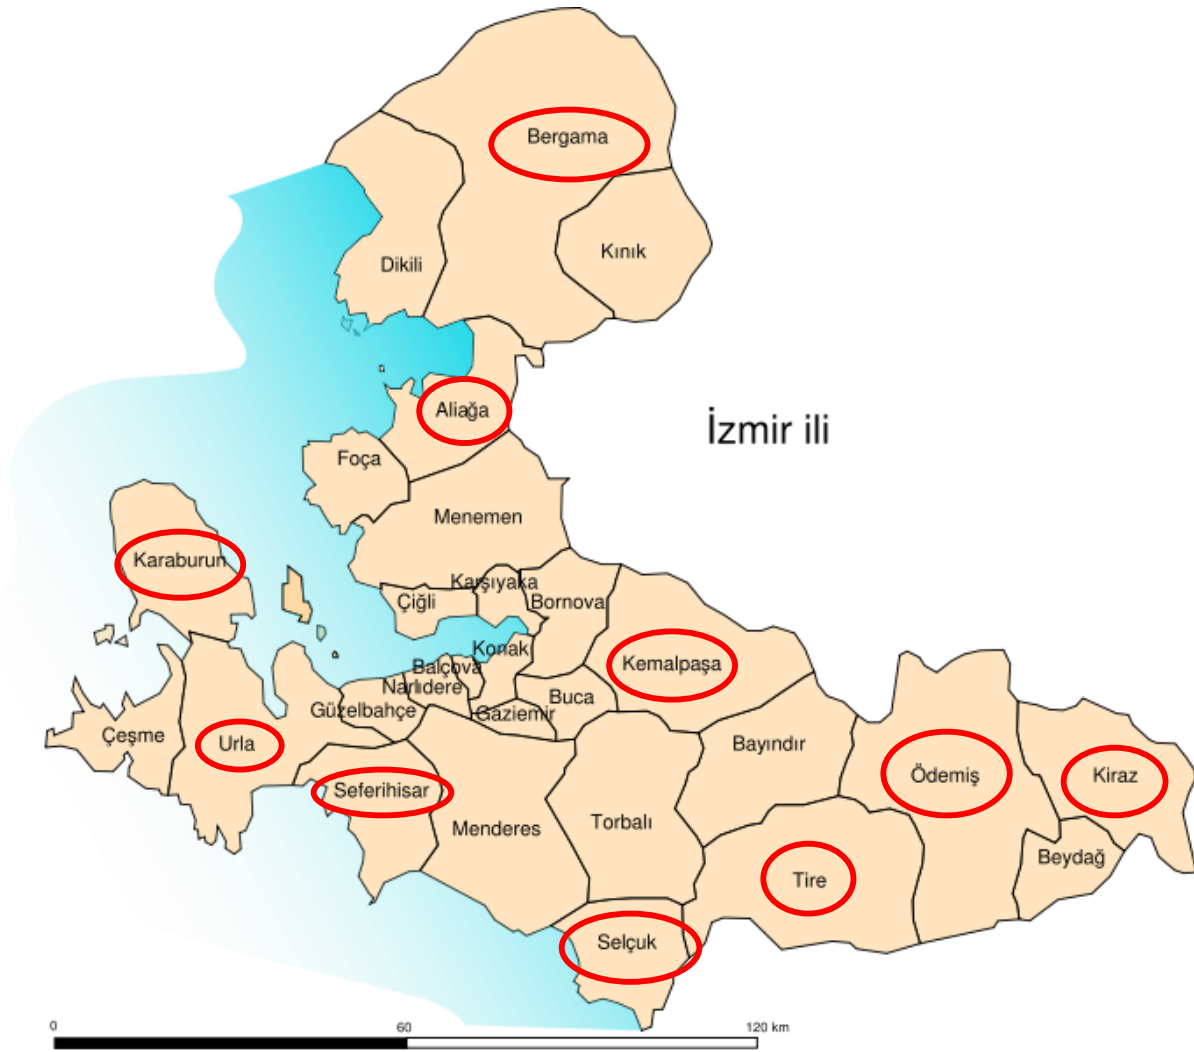 Bergama
Kınık
Dikili
Aliağa
İzmir ili
Foça
Menemen
Karaburun
Karşıyaka
Çiğli
Bornova
Konak
Kemalpaşa
Balçova
Narlıdere
Buca
Güzelbahçe
Gaziemir
Çeşme
Urla
Bayındır
Ödemiş
Kiraz
Seferihisar
Menderes
Torbalı
Beydağ
Tire
Selçuk
0 60 120 km